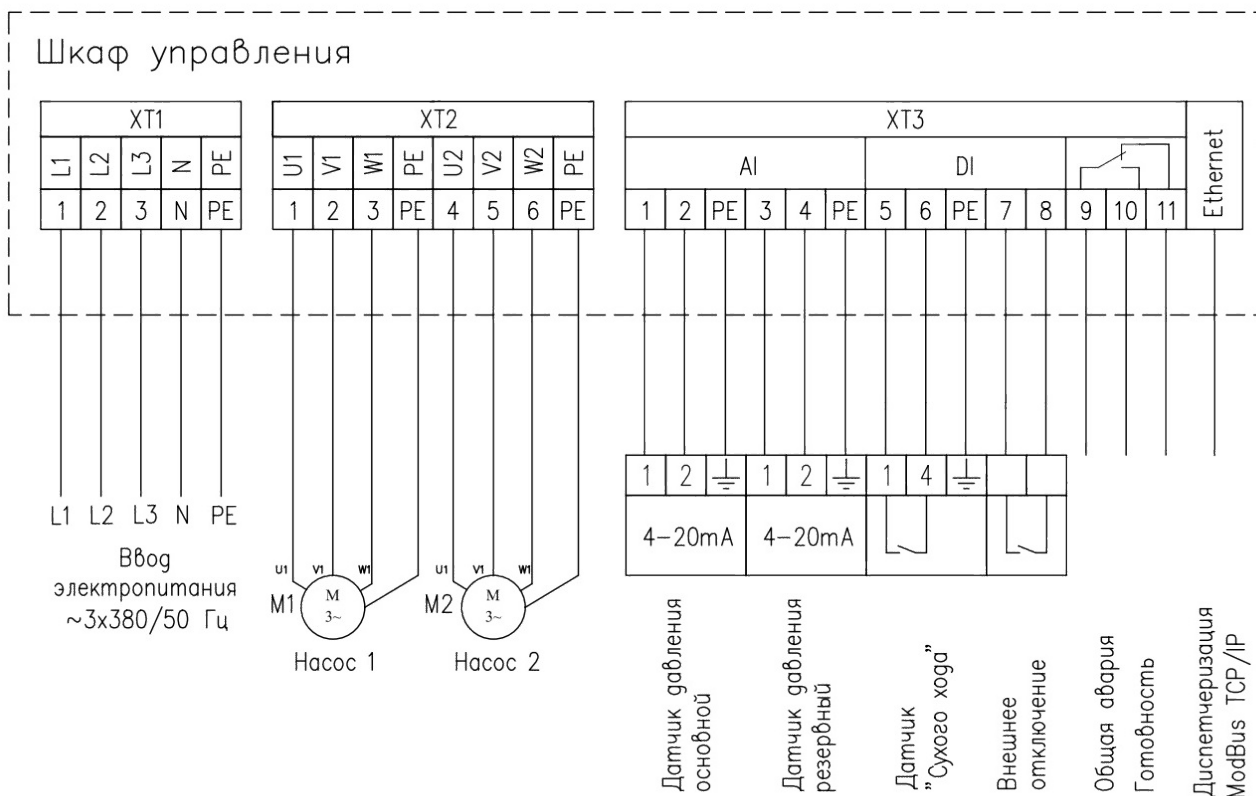 Шкаф управления
XT1
XT2
XT3
L1 L2 L3 N PE
U1 V1 W1 PE U2 V2 W2 PE
AI
DI
Ethernet
1 2 3 N PE
1 2 3 PE 4 5 6 PE
1 2 PE 3 4 PE 5 6 PE 7 8 9 10 11
L1 L2 L3 N PE
Ввод
электропитания
~3x380/50 Гц
U1 V1 W1
M1
M
3~
Насос 1
U1 V1 W1
M2
M
3~
Насос 2
1 2 1 2 1 4
4-20mA
4-20mA
Датчик давления
основной
Датчик давления
резервный
Датчик
"Сухого хода"
Внешнее
отключение
Общая авария
Готовность
Диспетчеризация
ModBus TCP/IP